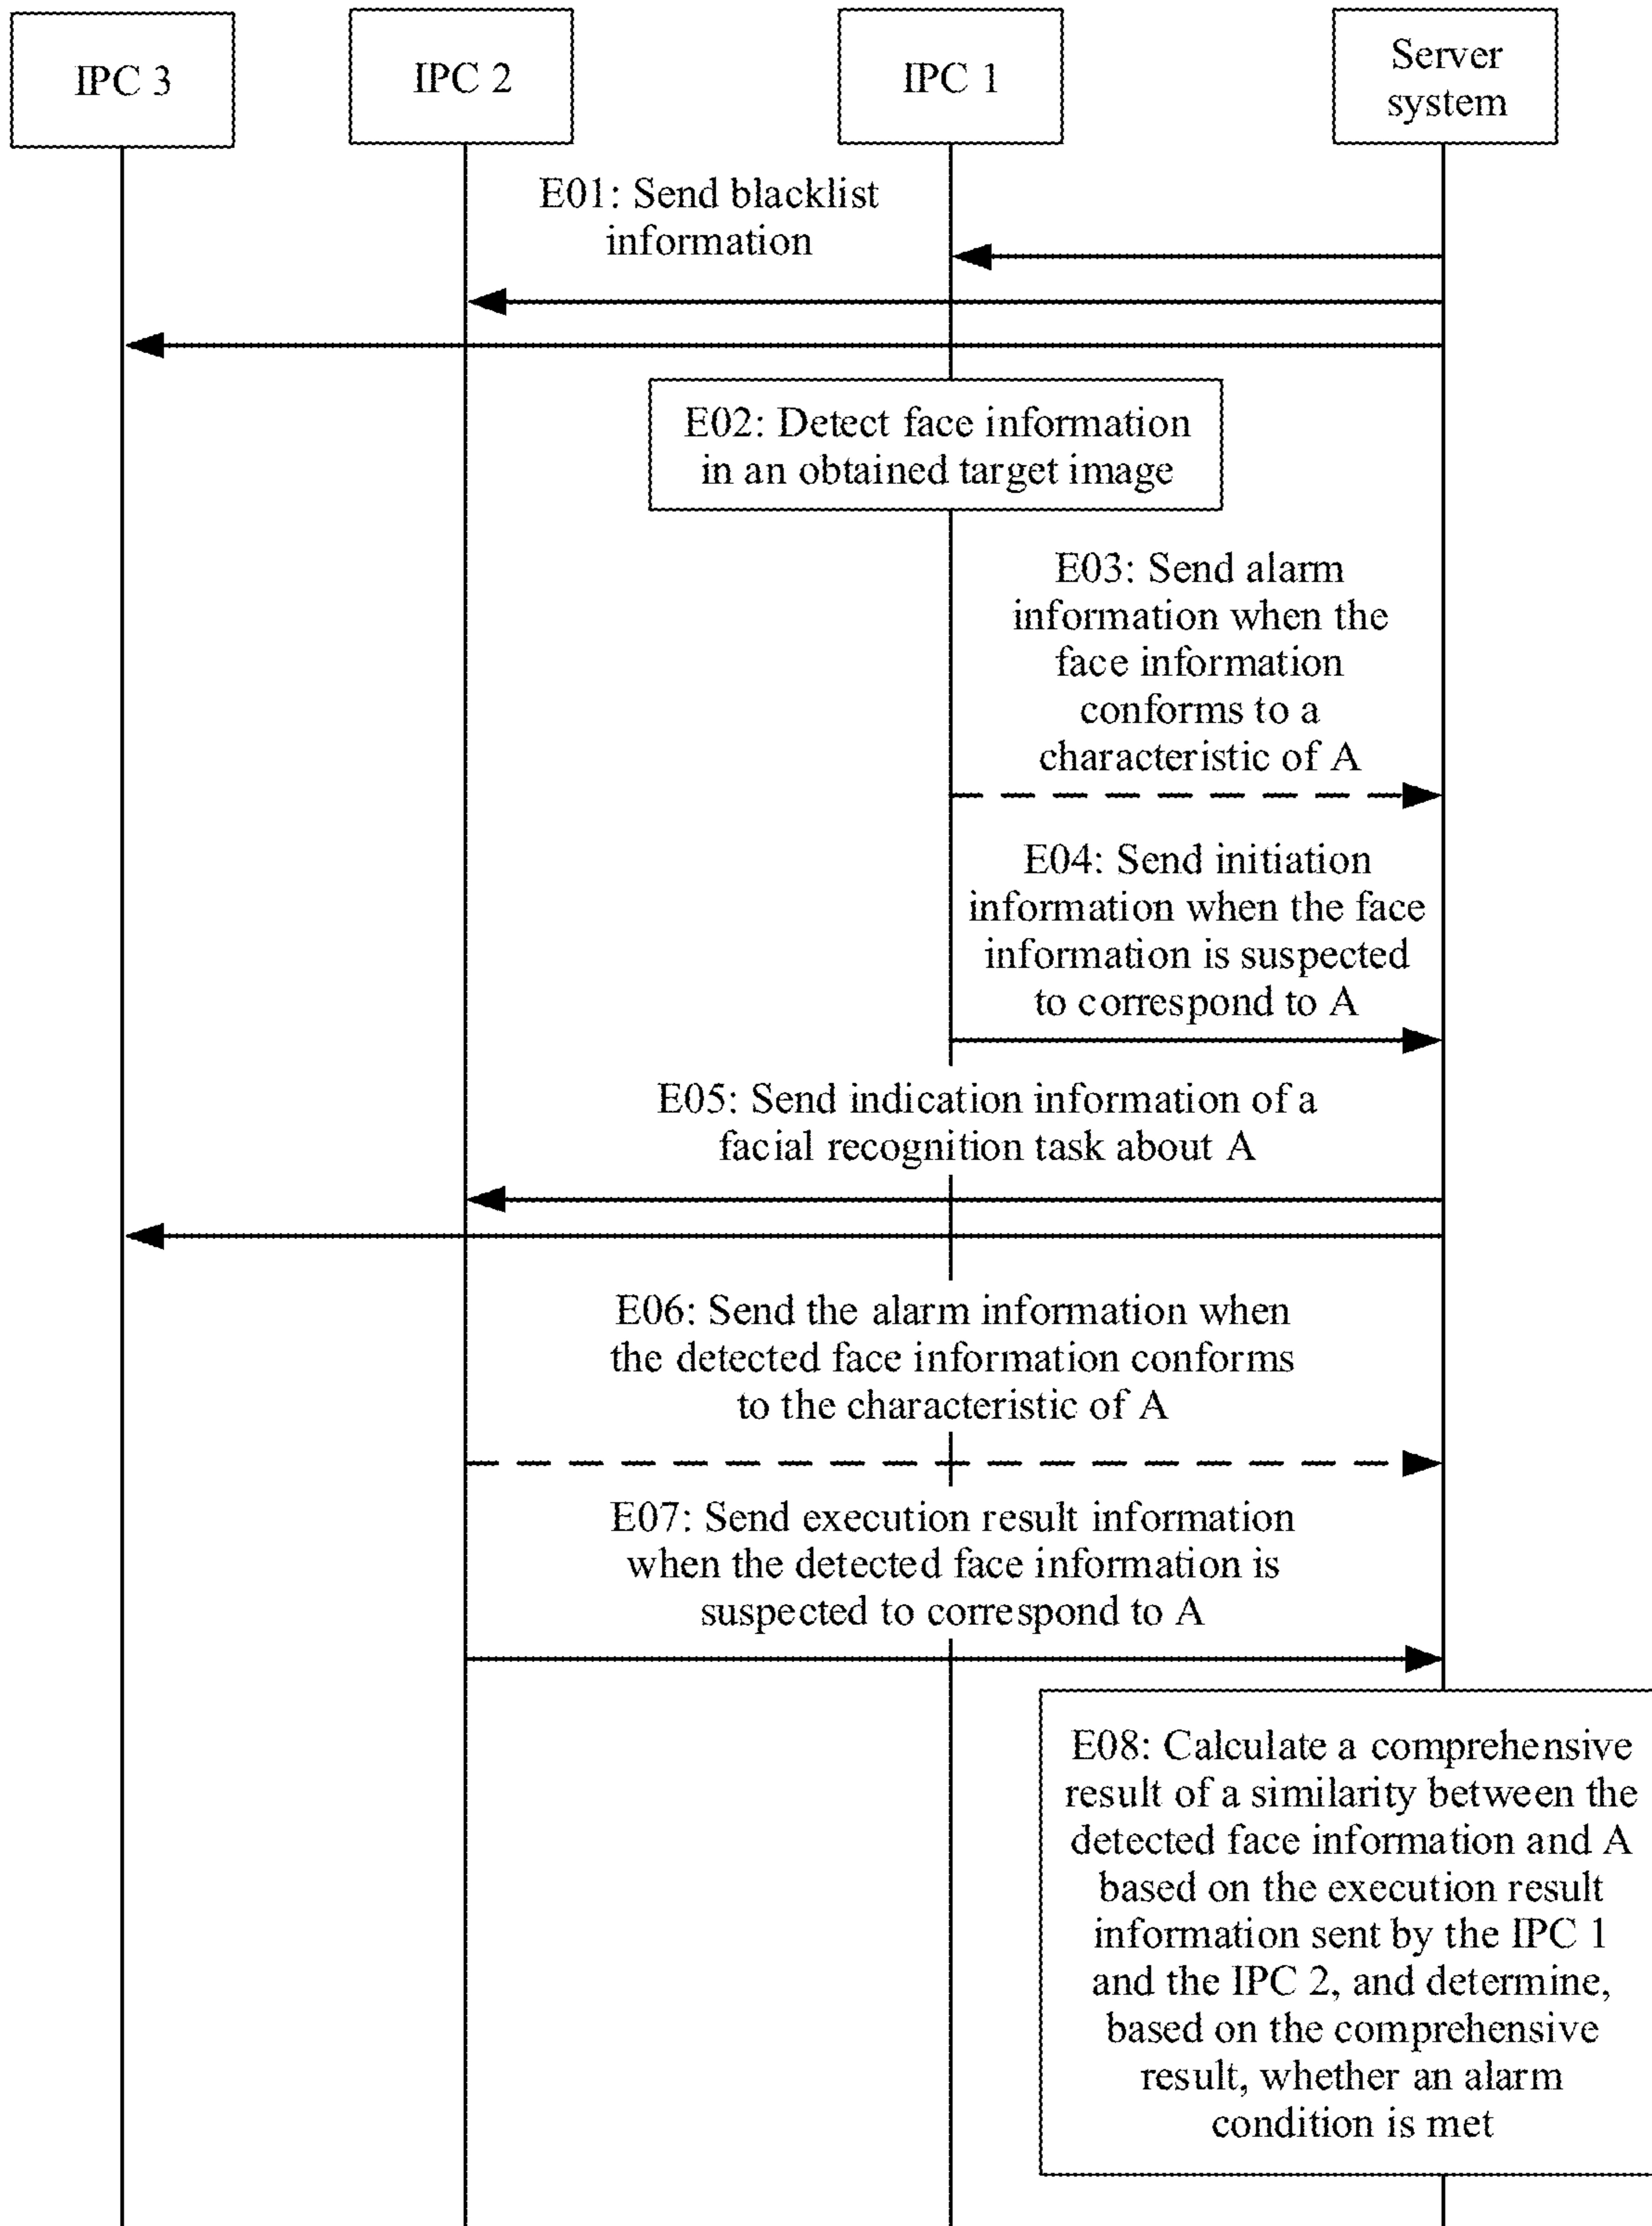 IPC 3
IPC 2
IPC 1
Server
system
E01: Send blacklist
information
E02: Detect face information
in an obtained target image
E03: Send alarm
information when the
face information
conforms to a
characteristic of A
E04: Send initiation
information when the face
information is suspected
to correspond to A
E05: Send indication information of a
facial recognition task about A
E06: Send the alarm information when
the detected face information conforms
to the characteristic of A
E07: Send execution result information
when the detected face information is
suspected to correspond to A
E08: Calculate a comprehensive
result of a similarity between the
detected face information and A
based on the execution result
information sent by the IPC 1
and the IPC 2, and determine,
based on the comprehensive
result, whether an alarm
condition is met